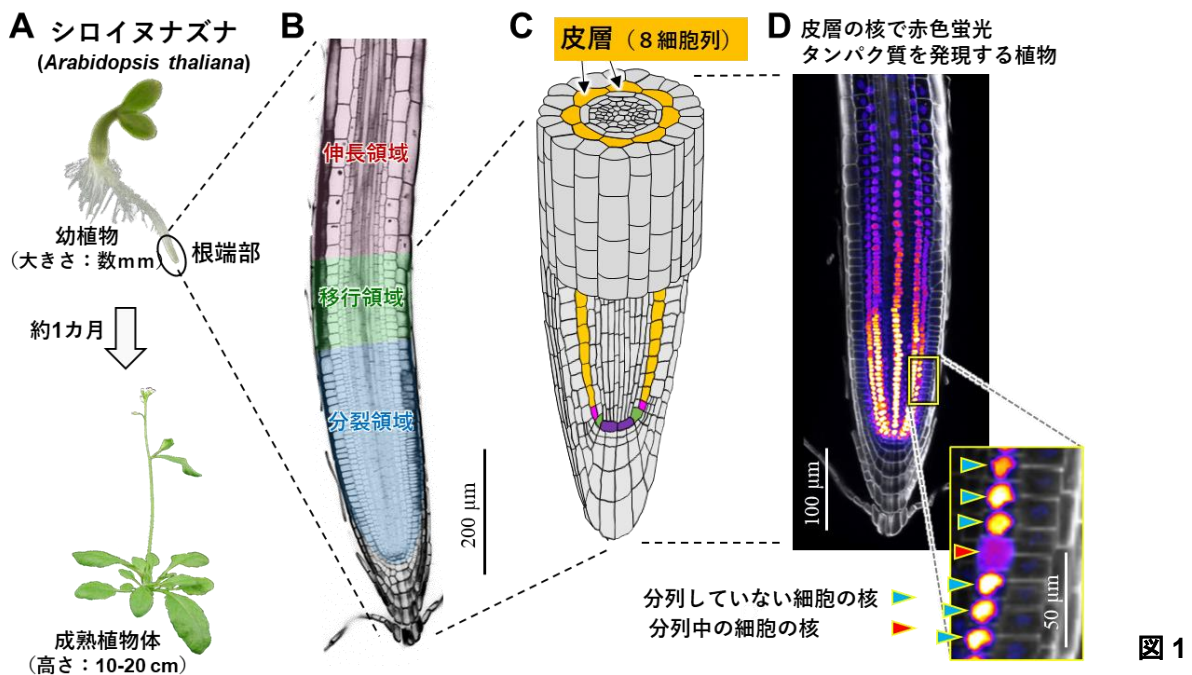 A シロイヌナズナ
(Arabidopsis thaliana)
幼植物
（大きさ：数mm）
根端部
約1カ月
成熟植物体
（高さ：10-20 cm）
B
伸長領域
移行領域
分裂領域
200 μm
C
皮層（８細胞列）
D 皮層の核で赤色蛍光
タンパク質を発現する植物
100 μm
50 μm
分列していない細胞の核
分列中の細胞の核
図 1